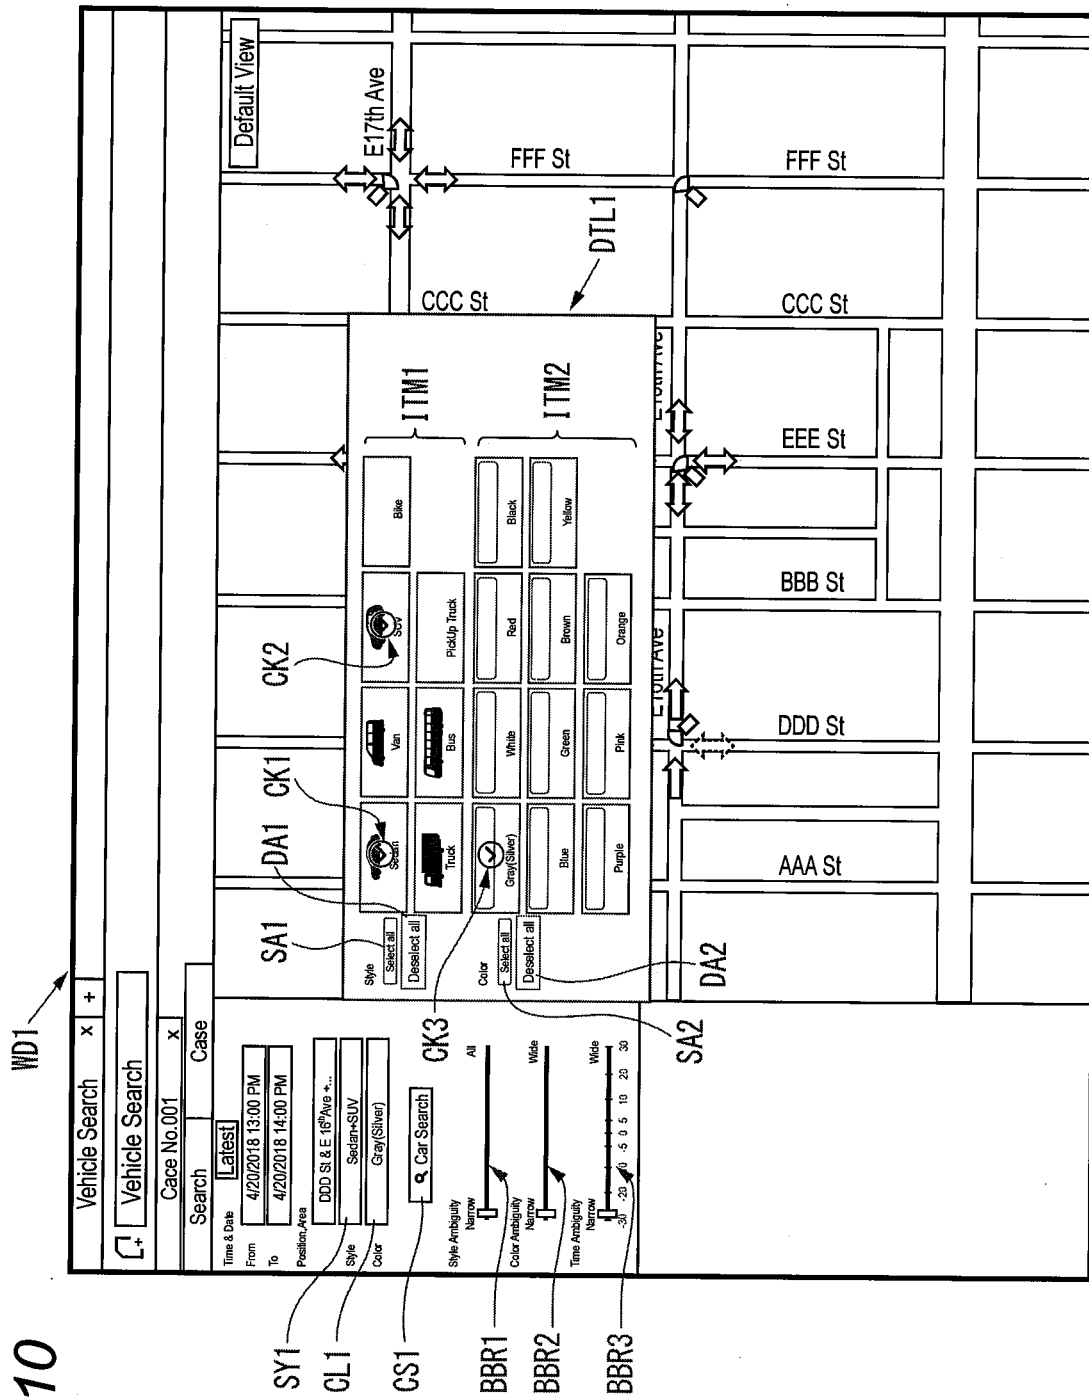 10
WD1
Vehicle Search x +
Vehicle Search
Cace No.001 x
Search Case
Time & Date Latest
From 4/20/2018 13:00 PM
To 4/20/2018 14:00 PM
Position,Area
DDD St & E 16thAve +...
Style Sedan+SUV
Color Gray(Silver)
Car Search
Style Ambiguity
Narrow All
Color Ambiguity
Narrow Wide
Time Ambiguity
Narrow Wide
-30 -20 -5 0 5 10 20 30
SY1
CL1
CS1
BBR1
BBR2
BBR3
SA1
DA1
CK1
CK2
CK3
SA2
DA2
Style
Select all
Deselect all
Sedan Van SUV Bike
Truck Bus PickUp Truck
ITM1
Color
Select all
Deselect all
Gray(Silver) White Red Black
Blue Green Brown Yellow
Purple Pink Orange
ITM2
DTL1
Default View
E17th Ave
FFF St
CCC St
FFF St
CCC St
EEE St
BBB St
DDD St
AAA St